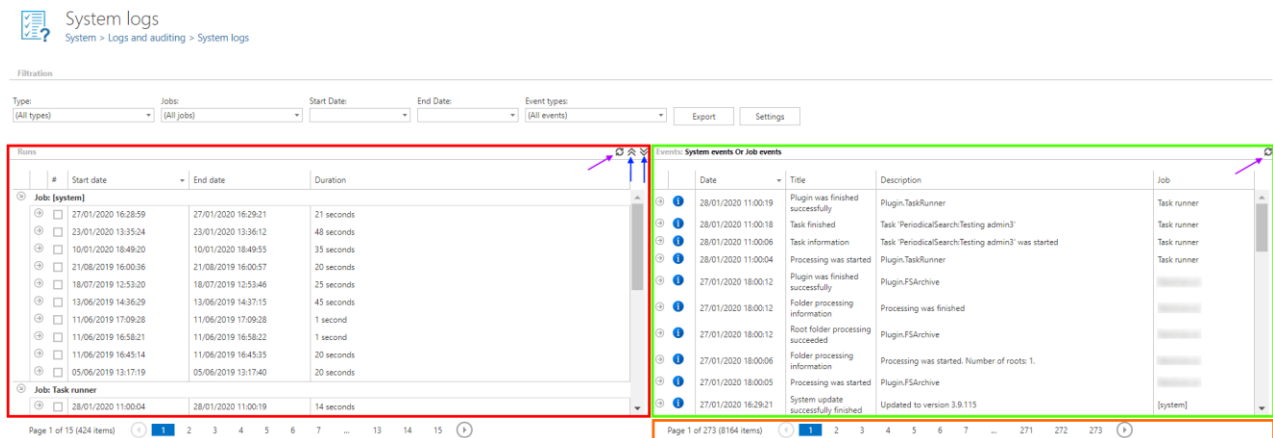 System logs
System > Logs and auditing > System logs
Filtration
Type: Jobs: Start Date: End Date: Event types:
(All types) (All jobs) (All events) Export Settings
Runs
# Start date End date Duration
Job: [system]
27/01/2020 16:28:59 27/01/2020 16:29:21 21 seconds
23/01/2020 13:35:24 23/01/2020 13:36:12 48 seconds
10/01/2020 18:49:20 10/01/2020 18:49:55 35 seconds
21/08/2019 16:00:36 21/08/2019 16:00:57 20 seconds
18/07/2019 12:53:20 18/07/2019 12:53:46 25 seconds
13/06/2019 14:36:29 13/06/2019 14:37:15 45 seconds
11/06/2019 17:09:28 11/06/2019 17:09:28 1 second
11/06/2019 16:58:21 11/06/2019 16:58:22 1 second
11/06/2019 16:45:14 11/06/2019 16:45:35 20 seconds
05/06/2019 13:17:19 05/06/2019 13:17:40 20 seconds
Job: Task runner
28/01/2020 11:00:04 28/01/2020 11:00:19 14 seconds
Page 1 of 15 (424 items) 1 2 3 4 5 6 7 ... 13 14 15
Events: System events Or Job events
Date Title Description Job
28/01/2020 11:00:19 Plugin was finished successfully Plugin.TaskRunner Task runner
28/01/2020 11:00:18 Task finished Task 'PeriodicalSearch:Testing admin3' Task runner
28/01/2020 11:00:06 Task information Task 'PeriodicalSearch:Testing admin3' was started Task runner
28/01/2020 11:00:04 Processing was started Plugin.TaskRunner Task runner
27/01/2020 18:00:12 Plugin was finished successfully Plugin.FSArchive
27/01/2020 18:00:12 Folder processing information Processing was finished
27/01/2020 18:00:12 Root folder processing succeeded Plugin.FSArchive
27/01/2020 18:00:06 Folder processing information Processing was started. Number of roots: 1.
27/01/2020 18:00:05 Processing was started Plugin.FSArchive
27/01/2020 16:29:21 System update successfully finished Updated to version 3.9.115 [system]
Page 1 of 273 (8164 items) 1 2 3 4 5 6 7 ... 271 272 273